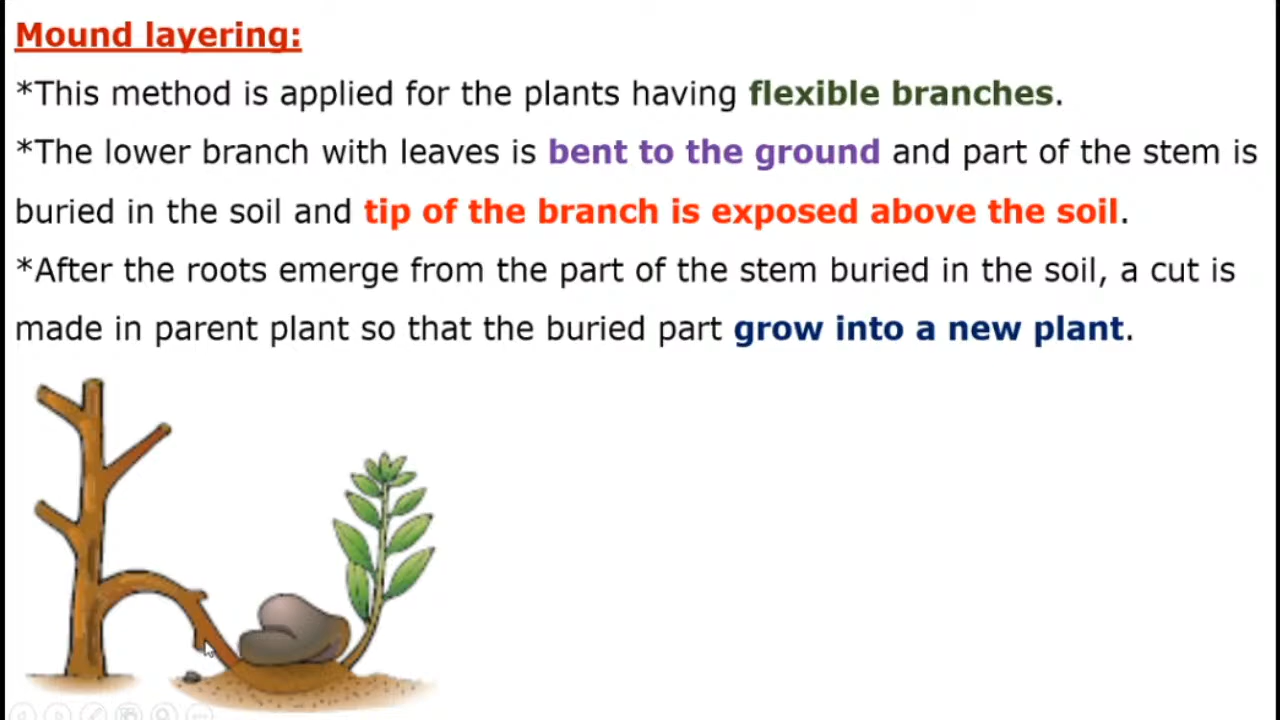 Mound layering:
*This method is applied for the plants having flexible branches.
*The lower branch with leaves is bent to the ground and part of the stem is
buried in the soil and tip of the branch is exposed above the soil.
*After the roots emerge from the part of the stem buried in the soil, a cut is
made in parent plant so that the buried part grow into a new plant.